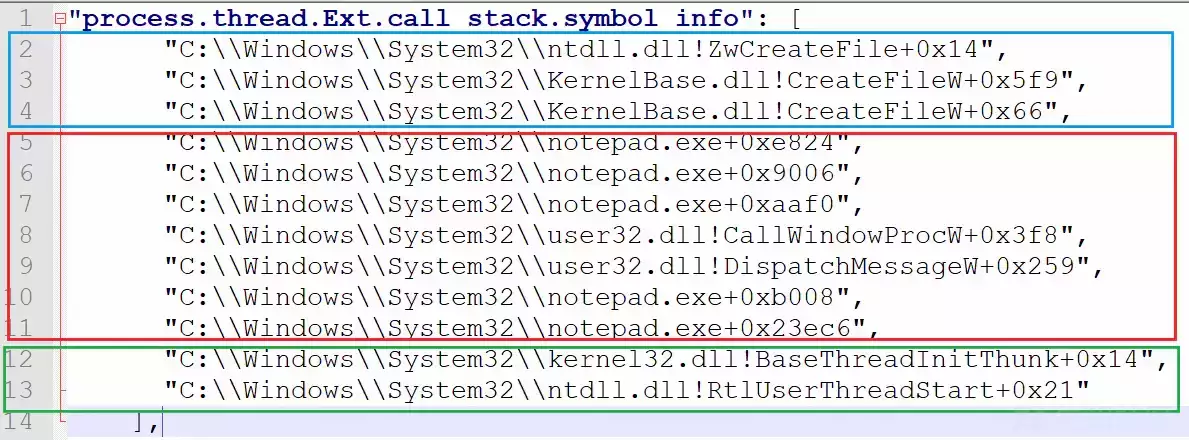 1 "process.thread.Ext.call_stack.symbol_info": [
2 "C:\\Windows\\System32\\ntdll.dll!ZwCreateFile+0x14",
3 "C:\\Windows\\System32\\KernelBase.dll!CreateFileW+0x5f9",
4 "C:\\Windows\\System32\\KernelBase.dll!CreateFileW+0x66",
5 "C:\\Windows\\System32\\notepad.exe+0xe824",
6 "C:\\Windows\\System32\\notepad.exe+0x9006",
7 "C:\\Windows\\System32\\notepad.exe+0xaaf0",
8 "C:\\Windows\\System32\\user32.dll!CallWindowProcW+0x3f8",
9 "C:\\Windows\\System32\\user32.dll!DispatchMessageW+0x259",
10 "C:\\Windows\\System32\\notepad.exe+0xb008",
11 "C:\\Windows\\System32\\notepad.exe+0x23ec6",
12 "C:\\Windows\\System32\\kernel32.dll!BaseThreadInitThunk+0x14",
13 "C:\\Windows\\System32\\ntdll.dll!RtlUserThreadStart+0x21"
14 ],